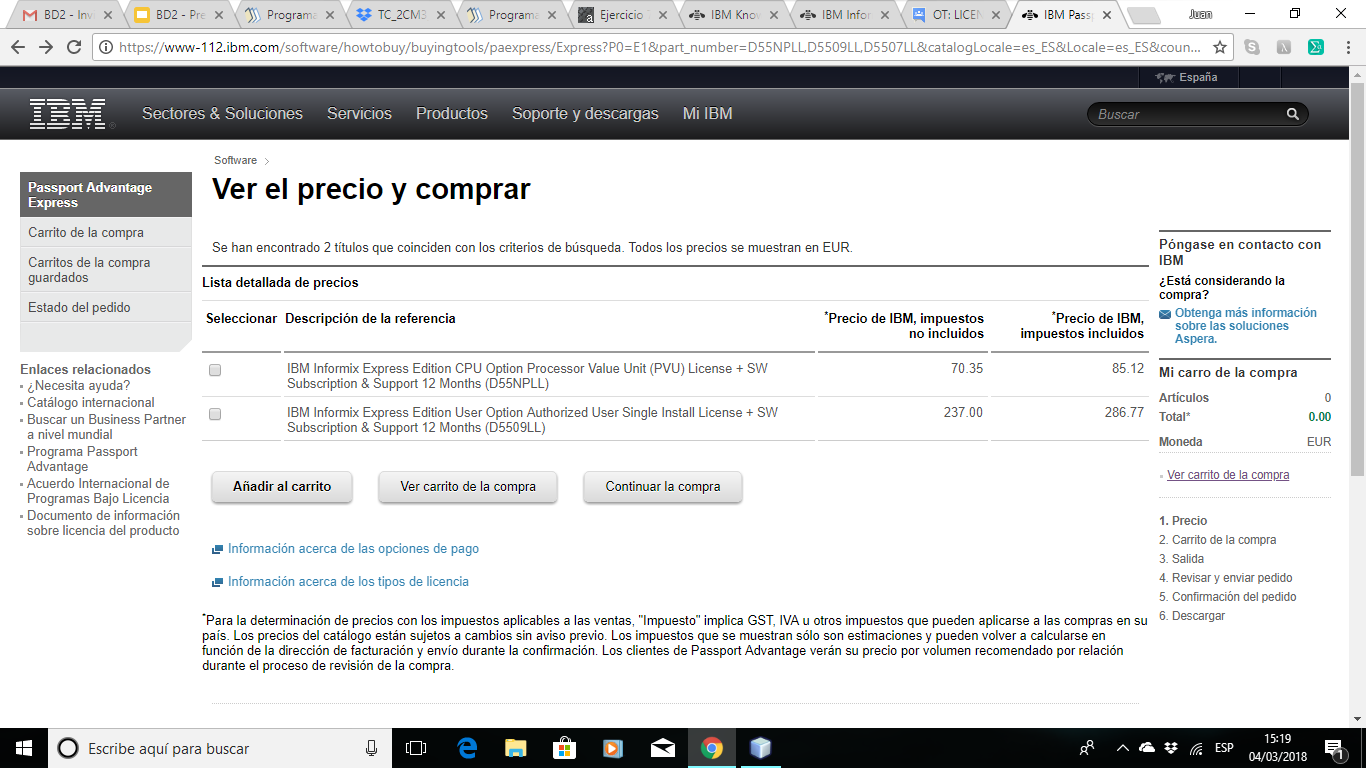 BD2 - Inv
BD2 - Pre
Programa
TC_2CM3
Programa
Ejercicio T
IBM Know
IBM Infor
OT: LICEN
IBM Pass
Juan
https://www-112.ibm.com/software/howtobuy/buyingtools/paexpress/Express?P0=E1&part_number=D55NPLL,D5509LL,D5507LL&catalogLocale=es_ES&Locale=es_ES&coun...
España
IBM
Sectores & Soluciones
Servicios
Productos
Soporte y descargas
Mi IBM
Buscar
Software
Passport Advantage
Express
Carrito de la compra
Carritos de la compra
guardados
Estado del pedido
Enlaces relacionados
¿Necesita ayuda?
Catálogo internacional
Buscar un Business Partner
a nivel mundial
Programa Passport
Advantage
Acuerdo Internacional de
Programas Bajo Licencia
Documento de información
sobre licencia del producto
Ver el precio y comprar
Se han encontrado 2 títulos que coinciden con los criterios de búsqueda. Todos los precios se muestran en EUR.
Lista detallada de precios
Seleccionar
Descripción de la referencia
*Precio de IBM, impuestos
no incluidos
*Precio de IBM,
impuestos incluidos
IBM Informix Express Edition CPU Option Processor Value Unit (PVU) License + SW
Subscription & Support 12 Months (D55NPLL)
70.35
85.12
IBM Informix Express Edition User Option Authorized User Single Install License + SW
Subscription & Support 12 Months (D5509LL)
237.00
286.77
Añadir al carrito
Ver carrito de la compra
Continuar la compra
Información acerca de las opciones de pago
Información acerca de los tipos de licencia
*Para la determinación de precios con los impuestos aplicables a las ventas, "Impuesto" implica GST, IVA u otros impuestos que pueden aplicarse a las compras en su
país. Los precios del catálogo están sujetos a cambios sin aviso previo. Los impuestos que se muestran sólo son estimaciones y pueden volver a calcularse en
función de la dirección de facturación y envío durante la confirmación. Los clientes de Passport Advantage verán su precio por volumen recomendado por relación
durante el proceso de revisión de la compra.
Póngase en contacto con
IBM
¿Está considerando la
compra?
Obtenga más información
sobre las soluciones
Aspera.
Mi carro de la compra
Artículos 0
Total* 0.00
Moneda EUR
Ver carrito de la compra
1. Precio
2. Carrito de la compra
3. Salida
4. Revisar y enviar pedido
5. Confirmación del pedido
6. Descargar
Escribe aquí para buscar
ESP
15:19
04/03/2018
1